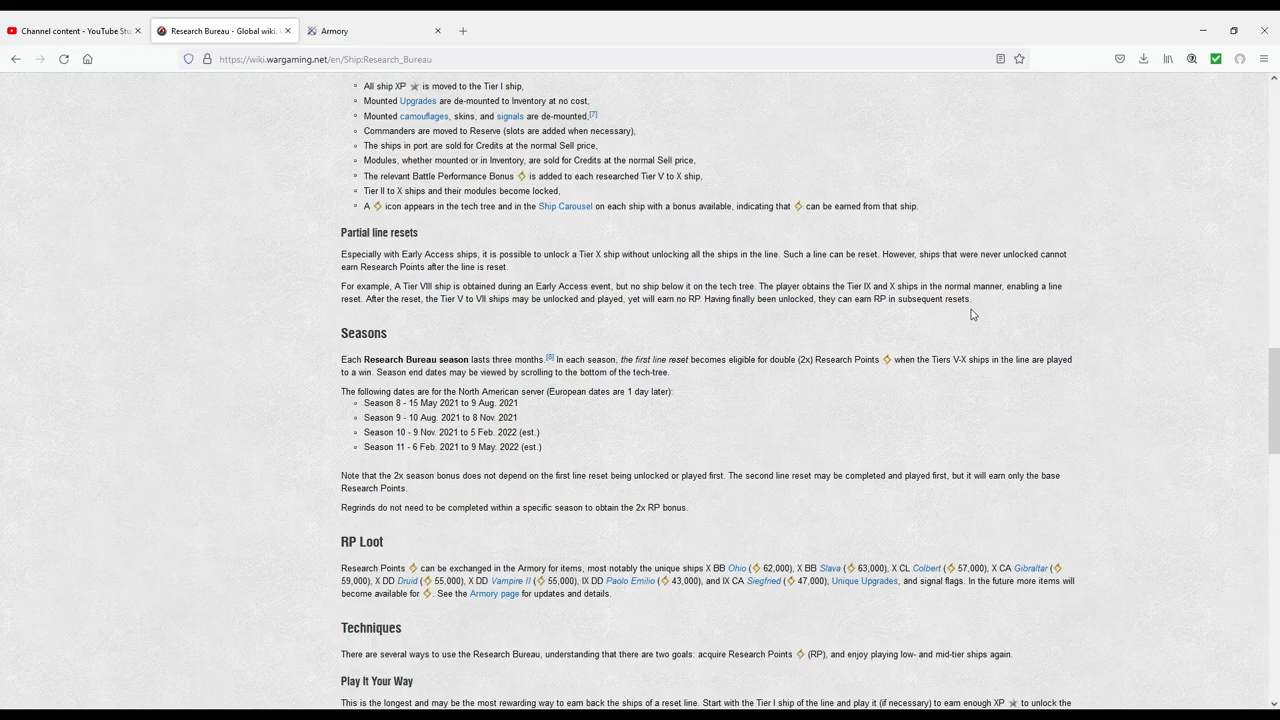 Channel content - YouTube Stu
Research Bureau - Global wiki.
Armory
https://wiki.wargaming.net/en/Ship:Research_Bureau
All ship XP is moved to the Tier I ship,
Mounted Upgrades are de-mounted to Inventory at no cost,
Mounted camouflages, skins, and signals are de-mounted.[7]
Commanders are moved to Reserve (slots are added when necessary),
The ships in port are sold for Credits at the normal Sell price,
Modules, whether mounted or in Inventory, are sold for Credits at the normal Sell price,
The relevant Battle Performance Bonus is added to each researched Tier V to X ship,
Tier II to X ships and their modules become locked,
A icon appears in the tech tree and in the Ship Carousel on each ship with a bonus available, indicating that can be earned from that ship.
Partial line resets
Especially with Early Access ships, it is possible to unlock a Tier X ship without unlocking all the ships in the line. Such a line can be reset. However, ships that were never unlocked cannot
earn Research Points after the line is reset.
For example, A Tier VIII ship is obtained during an Early Access event, but no ship below it on the tech tree. The player obtains the Tier IX and X ships in the normal manner, enabling a line
reset. After the reset, the Tier V to VII ships may be unlocked and played, yet will earn no RP. Having finally been unlocked, they can earn RP in subsequent resets.
Seasons
Each Research Bureau season lasts three months.[8] In each season, the first line reset becomes eligible for double (2x) Research Points when the Tiers V-X ships in the line are played
to a win. Season end dates may be viewed by scrolling to the bottom of the tech-tree.
The following dates are for the North American server (European dates are 1 day later):
Season 8 - 15 May 2021 to 9 Aug. 2021
Season 9 - 10 Aug. 2021 to 8 Nov. 2021
Season 10 - 9 Nov. 2021 to 5 Feb. 2022 (est.)
Season 11 - 6 Feb. 2021 to 9 May. 2022 (est.)
Note that the 2x season bonus does not depend on the first line reset being unlocked or played first. The second line reset may be completed and played first, but it will earn only the base
Research Points.
Regrinds do not need to be completed within a specific season to obtain the 2x RP bonus.
RP Loot
Research Points can be exchanged in the Armory for items, most notably the unique ships X BB Ohio ( 62,000), X BB Slava ( 63,000), X CL Colbert ( 57,000), X CA Gibraltar (
59,000), X DD Druid ( 55,000), X DD Vampire II ( 55,000), IX DD Paolo Emilio ( 43,000), and IX CA Siegfried ( 47,000), Unique Upgrades, and signal flags. In the future more items will
become available for . See the Armory page for updates and details.
Techniques
There are several ways to use the Research Bureau, understanding that there are two goals: acquire Research Points (RP), and enjoy playing low- and mid-tier ships again.
Play It Your Way
This is the longest and may be the most rewarding way to earn back the ships of a reset line. Start with the Tier I ship of the line and play it (if necessary) to earn enough XP to unlock the